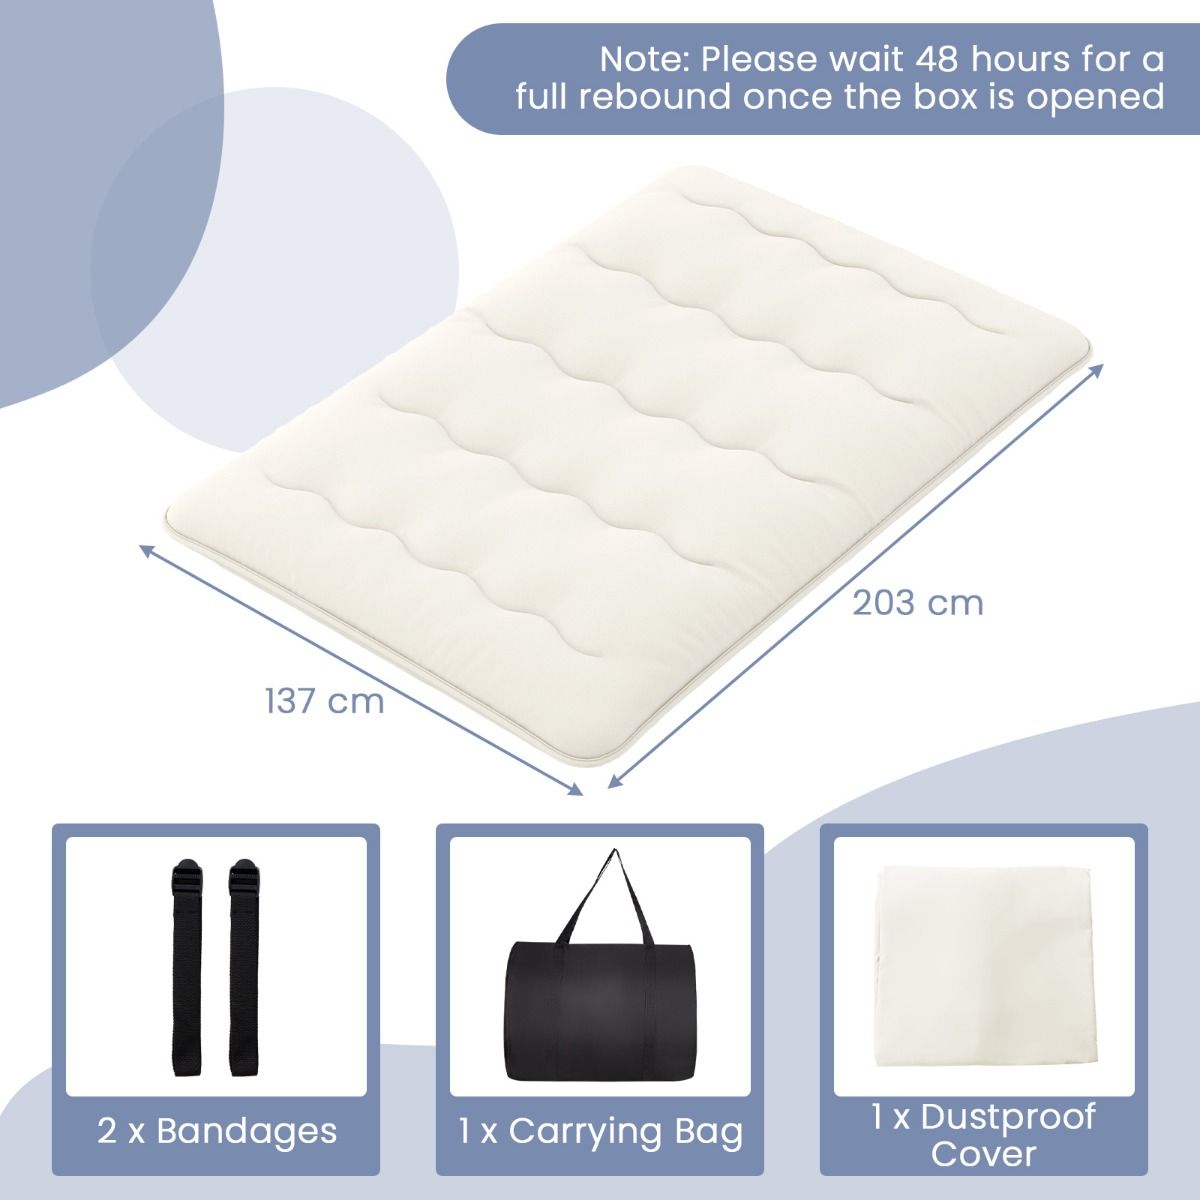 Note: Please wait 48 hours for a
full rebound once the box is opened
203 cm
137 cm
2 x Bandages
1 x Carrying Bag
1 x Dustproof
Cover